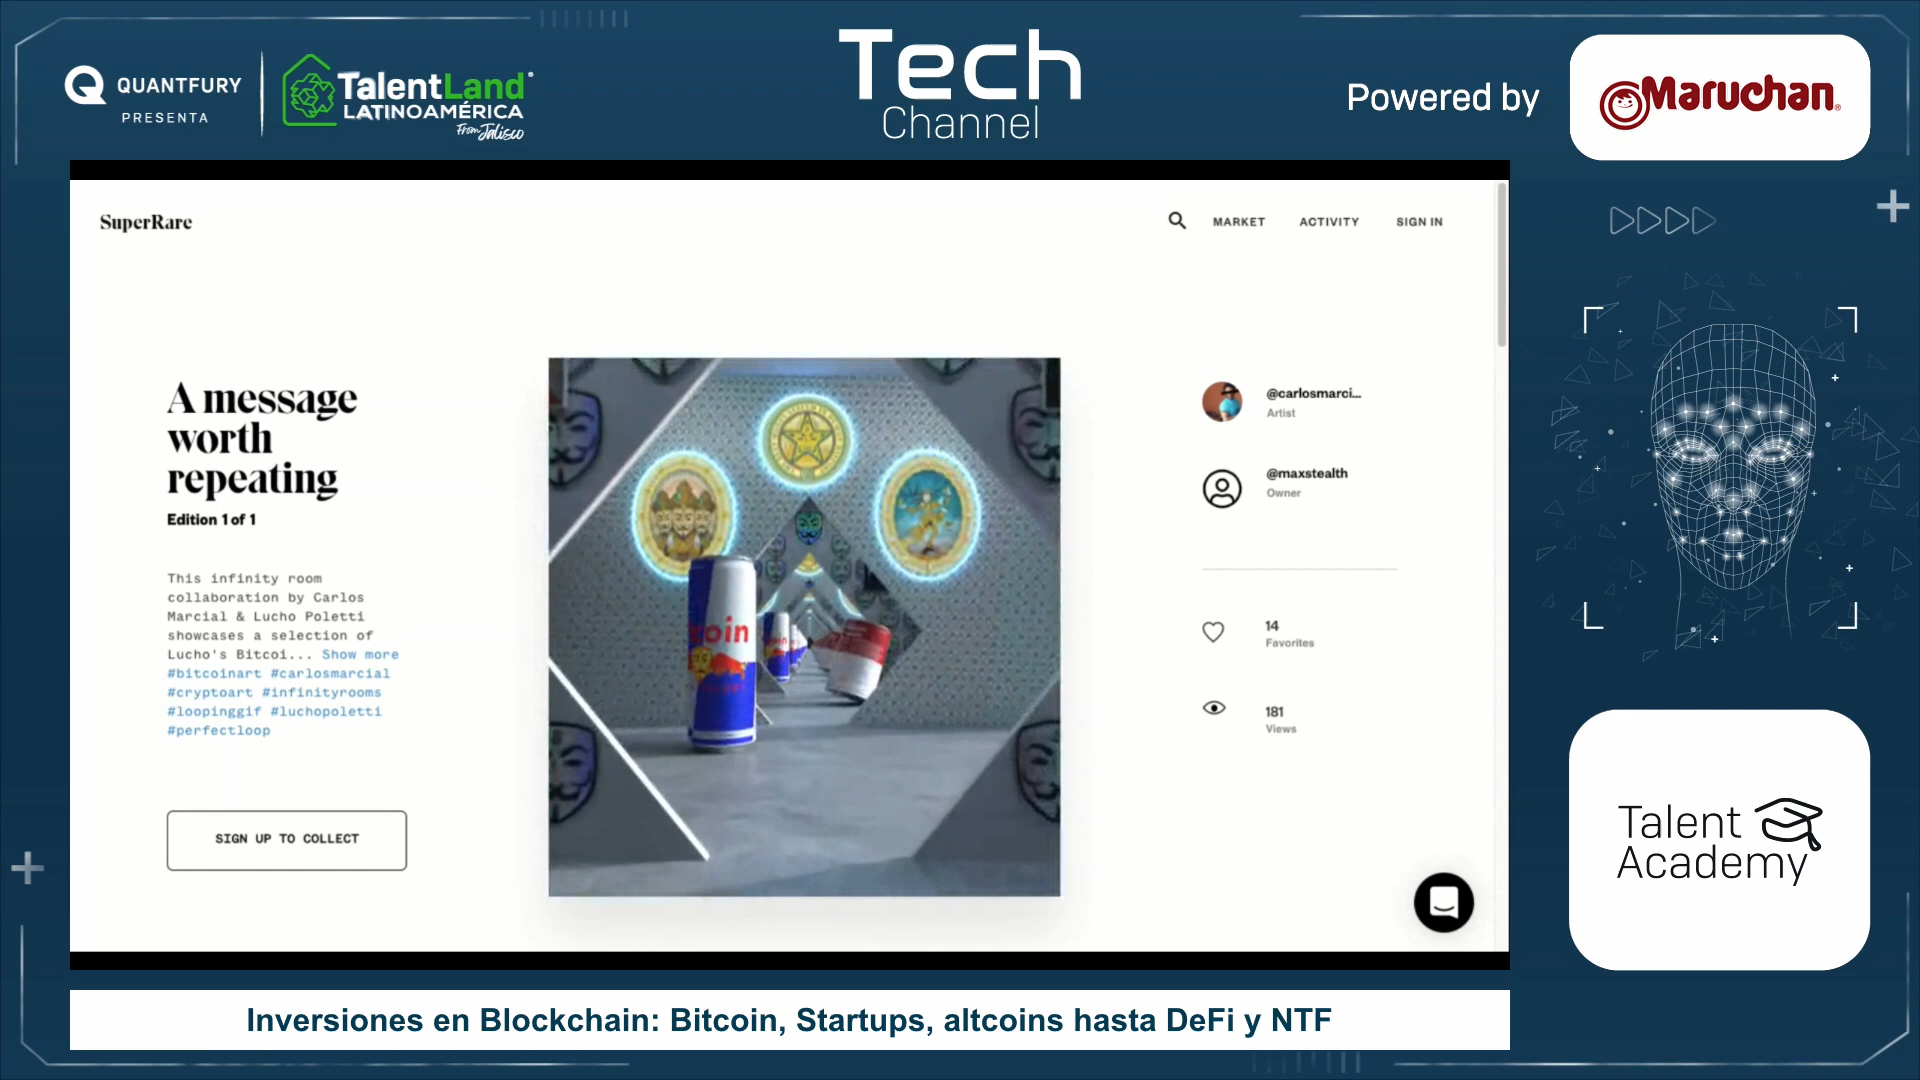 QUANTFURY
PRESENTA
TalentLand
LATINOAMÉRICA
From Jalisco
Tech
Channel
Powered by
Maruchan
SuperRare
MARKET
ACTIVITY
SIGN IN
A message
worth
repeating
Edition 1 of 1
This infinity room
collaboration by Carlos
Marcial & Lucho Poletti
showcases a selection of
Lucho's Bitcoi... Show more
#bitcoinart #carlosmarcial
#cryptoart #infinityrooms
#loopinggif #luchopoletti
#perfectloop
SIGN UP TO COLLECT
coin
@carlosmarci...
Artist
@maxstealth
Owner
14
Favorites
181
Views
Talent
Academy
Inversiones en Blockchain: Bitcoin, Startups, altcoins hasta DeFi y NTF